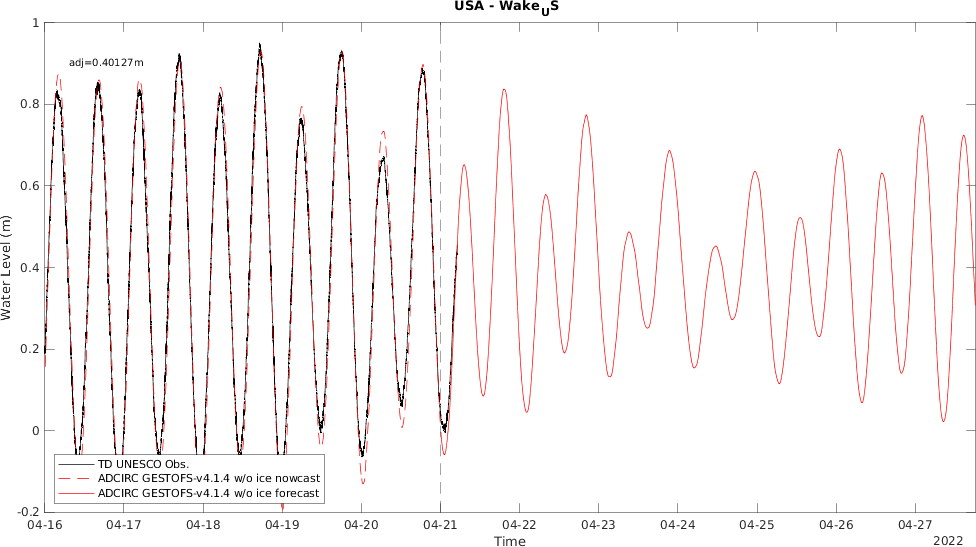 USA - WakeUS
1
adj=0.40127m
0.8
0.6
0.4
0.2
0
-0.2
Water Level (m)
TD UNESCO Obs.
ADCIRC GESTOFS-v4.1.4 w/o ice nowcast
ADCIRC GESTOFS-v4.1.4 w/o ice forecast
04-16 04-17 04-18 04-19 04-20 04-21 04-22 04-23 04-24 04-25 04-26 04-27
Time
2022